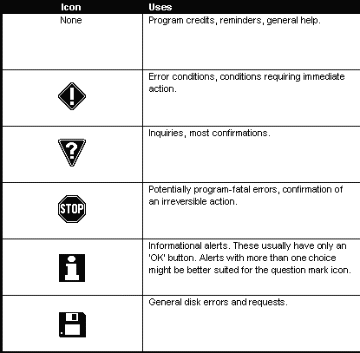 Icon Uses
None Program credits, reminders, general help.
Error conditions, conditions requiring immediate
action.
!
Inquiries, most confirmations.
?
Potentially program-fatal errors, confirmation of
an irreversible action.
STOP
Informational alerts. These usually have only an
'OK' button. Alerts with more than one choice
might be better suited for the question mark icon.
i
General disk errors and requests.